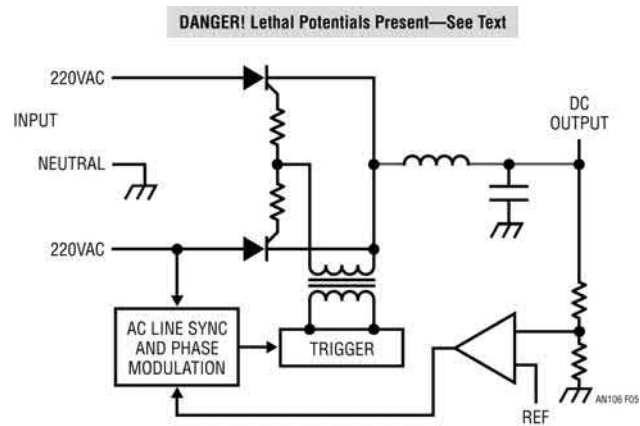 DANGER! Lethal Potentials Present—See Text
220VAC
DC
OUTPUT
INPUT
NEUTRAL
220VAC
AC LINE SYNC
AND PHASE
MODULATION
TRIGGER
AN106 F05
REF